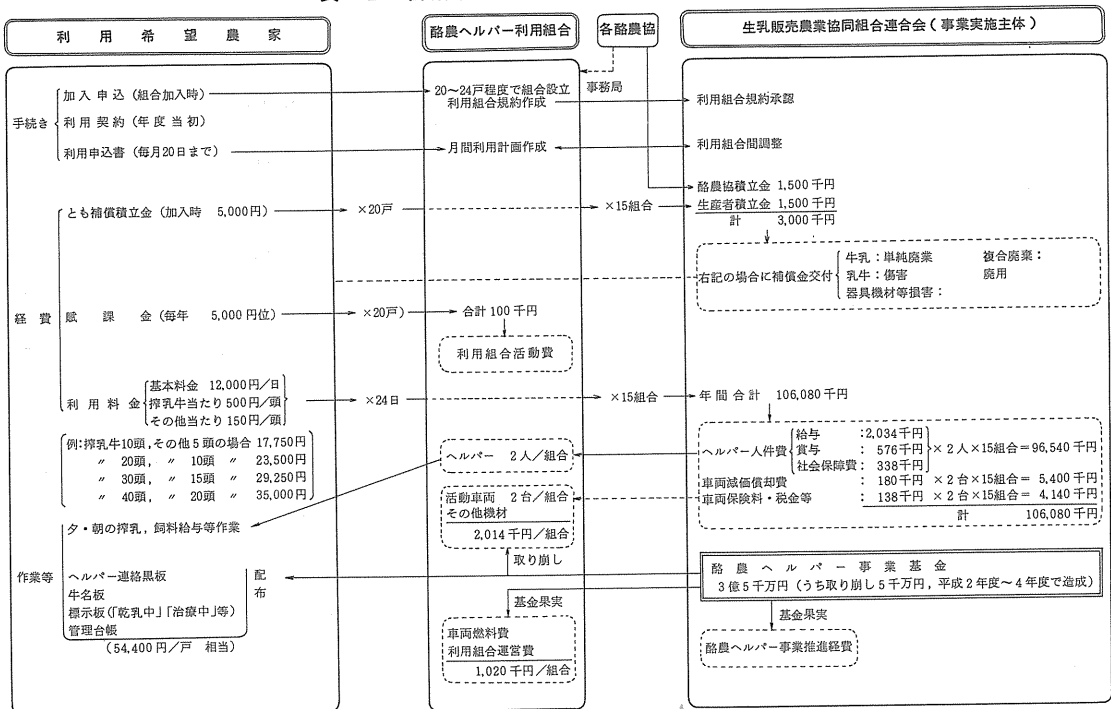 利用希望農家
酪農ヘルパー利用組合
各酪農協
生乳販売農業協同組合連合会(事業実施主体)
手続き
加入申込(組合加入時)
利用契約(年度当初)
利用申込書(毎月20日まで)
20〜24戸程度で組合設立
利用組合規約作成
事務局
月間利用計画作成
利用組合規約承認
利用組合間調整
酪農協積立金 1,500千円
生産者積立金 1,500千円
計 3,000千円
経費
とも補償積立金(加入時 5,000円)
×20戸
×15組合
右記の場合に補償金交付
牛乳:単純廃業 複合廃棄:
乳牛:傷害 廃用
器具機材等損害:
賦課金(毎年 5,000円位)
×20戸)
合計100千円
利用組合活動費
利用料金
基本料金 12,000円/日
搾乳牛当たり 500円/頭
その他当たり 150円/頭
×24日
×15組合
年間合計 106,080千円
例:搾乳牛10頭,その他5頭の場合 17,750円
〃 20頭, 〃 10頭 〃 23,500円
〃 30頭, 〃 15頭 〃 29,250円
〃 40頭, 〃 20頭 〃 35,000円
ヘルパー 2人/組合
ヘルパー人件費
給与 :2,034千円
賞与 : 576千円
社会保障費: 338千円
×2人×15組合=96,540千円
車両減価償却費 : 180千円 ×2台×15組合= 5,400千円
車両保険料・税金等 : 138千円 ×2台×15組合= 4,140千円
計 106,080千円
活動車両 2台/組合
その他機材
2,014千円/組合
取り崩し
作業等
夕・朝の搾乳,飼料給与等作業
ヘルパー連絡黒板
牛名板
標示板(「乾乳中」「治療中」等)
管理台帳
(54,400円/戸 相当)
配布
酪農ヘルパー事業基金
3億5千万円(うち取り崩し5千万円,平成2年度〜4年度で造成)
基金果実
車両燃料費
利用組合運営費
1,020千円/組合
基金果実
酪農ヘルパー事業推進経費